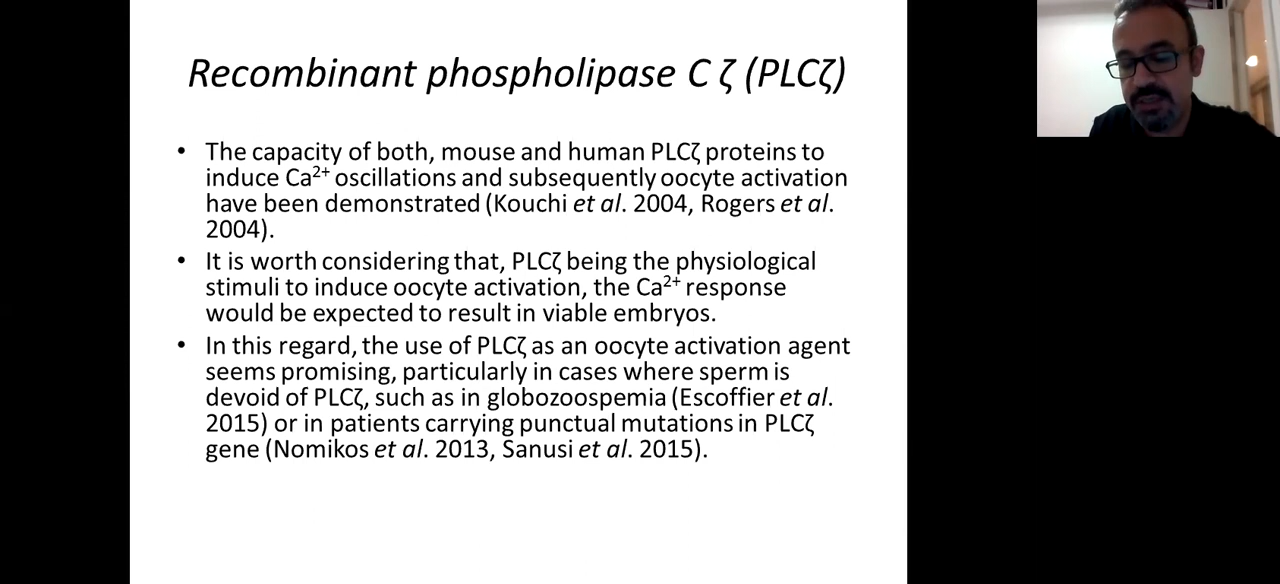 Recombinant phospholipase C ζ (PLCζ)
• The capacity of both, mouse and human PLCζ proteins to
induce Ca²⁺ oscillations and subsequently oocyte activation
have been demonstrated (Kouchi et al. 2004, Rogers et al.
2004).
• It is worth considering that, PLCζ being the physiological
stimuli to induce oocyte activation, the Ca²⁺ response
would be expected to result in viable embryos.
• In this regard, the use of PLCζ as an oocyte activation agent
seems promising, particularly in cases where sperm is
devoid of PLCζ, such as in globozoospemia (Escoffier et al.
2015) or in patients carrying punctual mutations in PLCζ
gene (Nomikos et al. 2013, Sanusi et al. 2015).